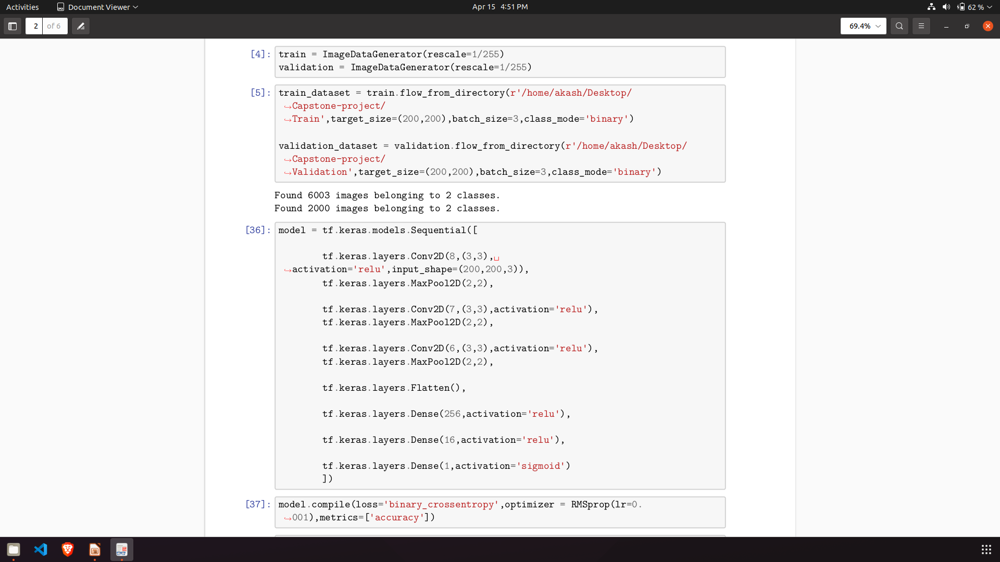 Activities
Document Viewer
Apr 15 4:51 PM
62 %
2 of 6
69.4%
[4]: train = ImageDataGenerator(rescale=1/255)
validation = ImageDataGenerator(rescale=1/255)
[5]: train_dataset = train.flow_from_directory(r'/home/akash/Desktop/
↪Capstone-project/
↪Train',target_size=(200,200),batch_size=3,class_mode='binary')
validation_dataset = validation.flow_from_directory(r'/home/akash/Desktop/
↪Capstone-project/
↪Validation',target_size=(200,200),batch_size=3,class_mode='binary')
Found 6003 images belonging to 2 classes.
Found 2000 images belonging to 2 classes.
[36]: model = tf.keras.models.Sequential([
tf.keras.layers.Conv2D(8,(3,3),␣
↪activation='relu',input_shape=(200,200,3)),
tf.keras.layers.MaxPool2D(2,2),
tf.keras.layers.Conv2D(7,(3,3),activation='relu'),
tf.keras.layers.MaxPool2D(2,2),
tf.keras.layers.Conv2D(6,(3,3),activation='relu'),
tf.keras.layers.MaxPool2D(2,2),
tf.keras.layers.Flatten(),
tf.keras.layers.Dense(256,activation='relu'),
tf.keras.layers.Dense(16,activation='relu'),
tf.keras.layers.Dense(1,activation='sigmoid')
])
[37]: model.compile(loss='binary_crossentropy',optimizer = RMSprop(lr=0.
↪001),metrics=['accuracy'])